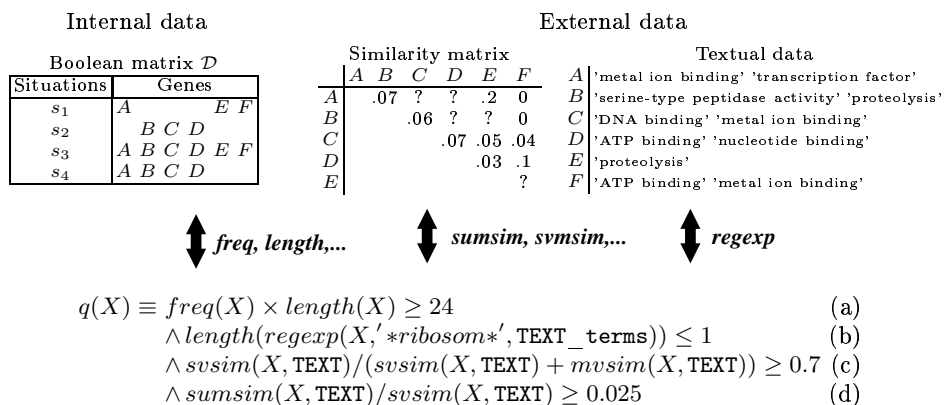 Internal data
External data
Boolean matrix D
Situations Genes
s1 A E F
s2 B C D
s3 A B C D E F
s4 A B C D
Similarity matrix
A B C D E F
A .07 ? ? .2 0
B .06 ? ? 0
C .07 .05 .04
D .03 .1
E ?
Textual data
A 'metal ion binding' 'transcription factor'
B 'serine-type peptidase activity' 'proteolysis'
C 'DNA binding' 'metal ion binding'
D 'ATP binding' 'nucleotide binding'
E 'proteolysis'
F 'ATP binding' 'metal ion binding'
freq, length,...
sumsim, svmsim,...
regexp
q(X) ≡ freq(X) × length(X) ≥ 24 (a)
∧ length(regexp(X,'*ribosom*', TEXT_terms)) ≤ 1 (b)
∧ svsim(X, TEXT)/(svsim(X, TEXT) + mvsim(X, TEXT)) ≥ 0.7 (c)
∧ sumsim(X, TEXT)/svsim(X, TEXT) ≥ 0.025 (d)